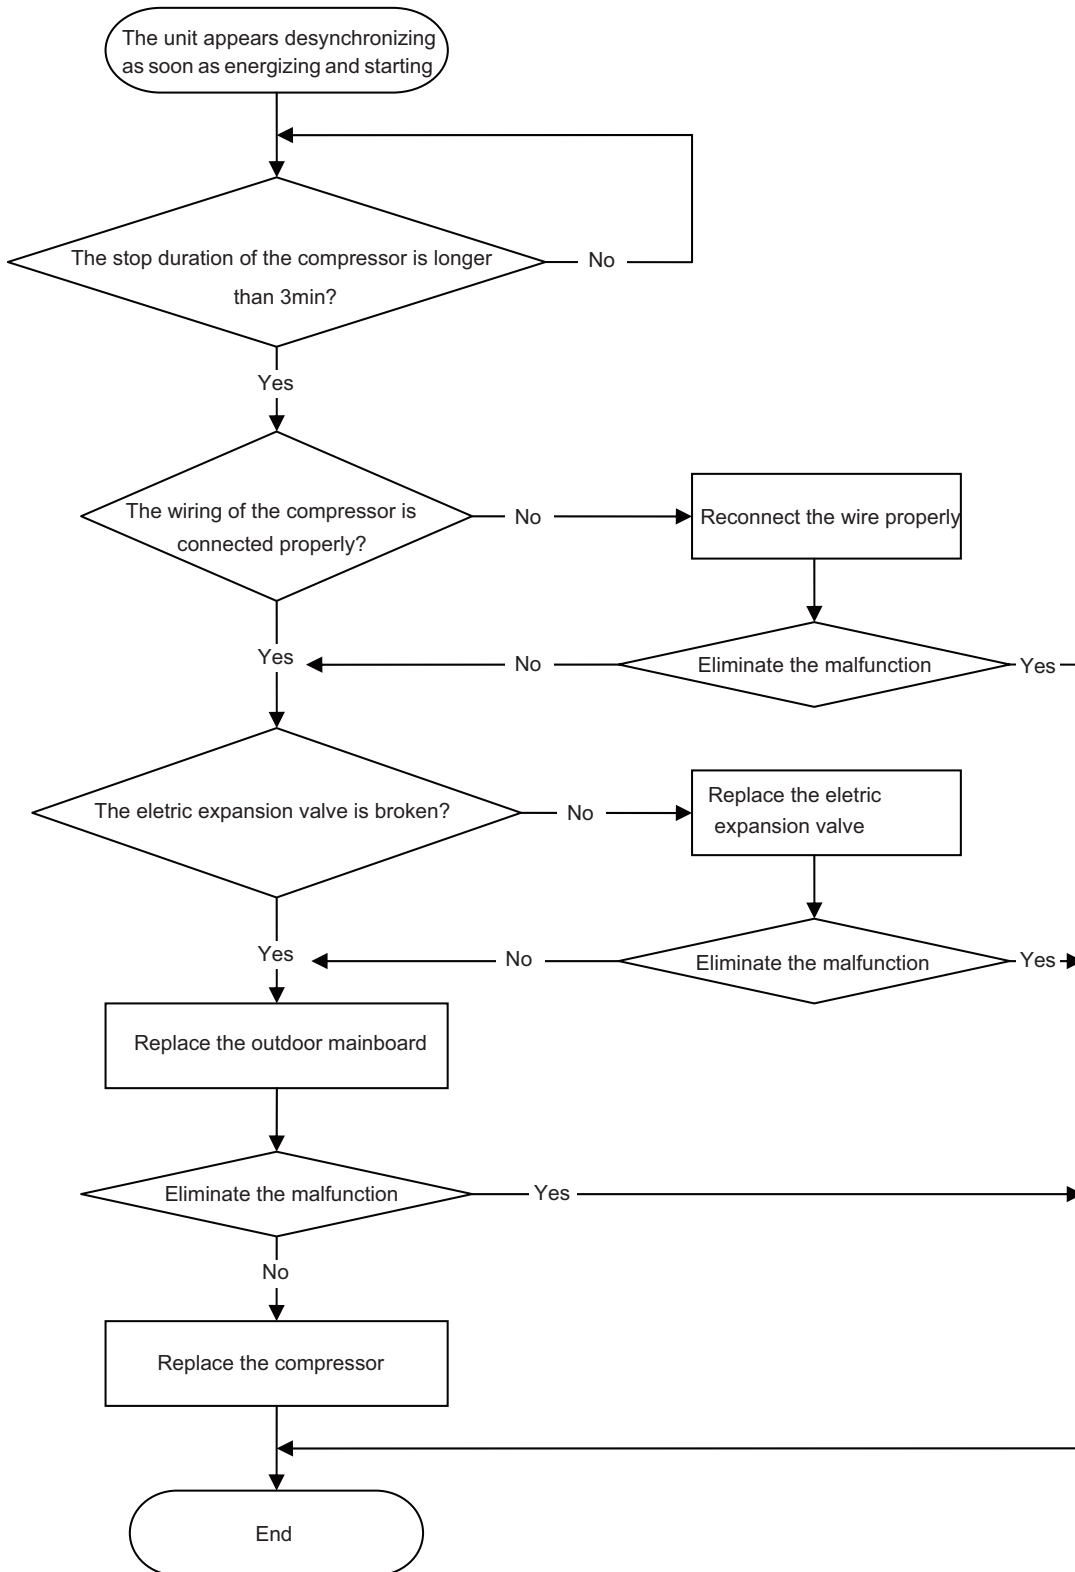 The unit appears desynchronizing
as soon as energizing and starting
The stop duration of the compressor is longer
than 3min?
No
Yes
The wiring of the compressor is
connected properly?
No
Reconnect the wire properly
Yes
No
Eliminate the malfunction
Yes
The eletric expansion valve is broken?
No
Replace the eletric
expansion valve
Yes
No
Eliminate the malfunction
Yes
Replace the outdoor mainboard
Eliminate the malfunction
Yes
No
Replace the compressor
End